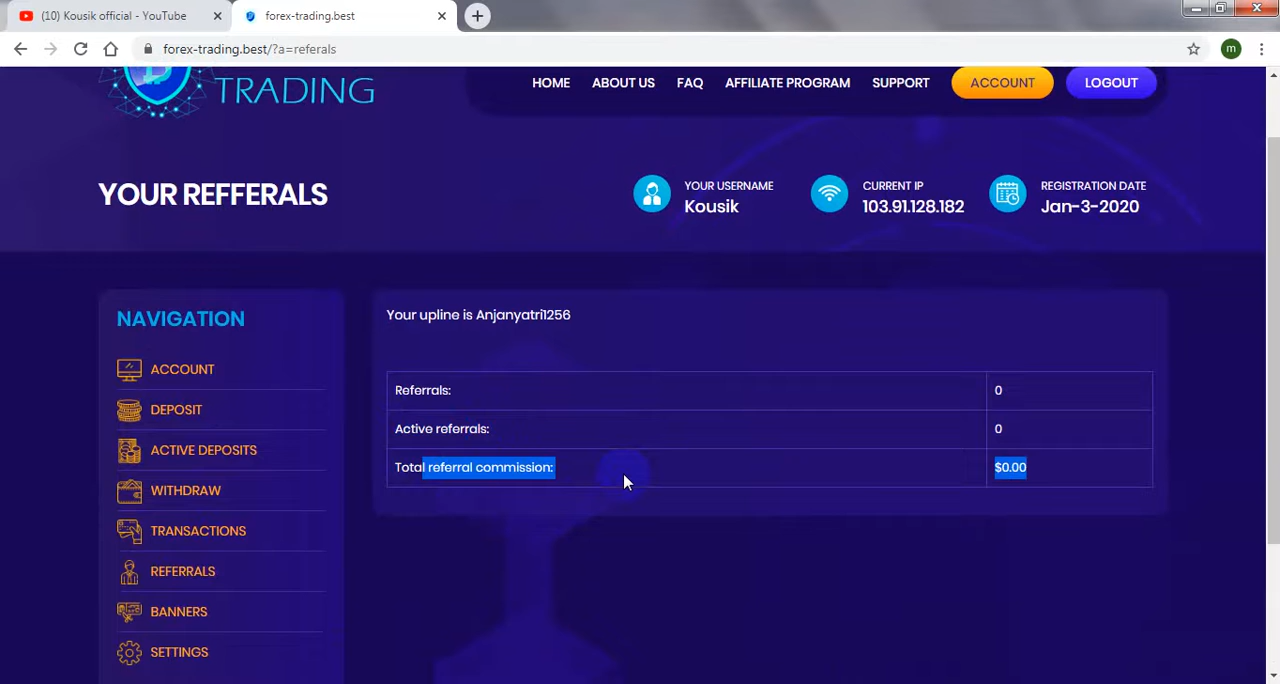 (10) Kousik official - YouTube
forex-trading.best
forex-trading.best/?a=referals
m
TRADING
HOME ABOUT US FAQ AFFILIATE PROGRAM SUPPORT ACCOUNT LOGOUT
YOUR REFFERALS
YOUR USERNAME
Kousik
CURRENT IP
103.91.128.182
REGISTRATION DATE
Jan-3-2020
NAVIGATION
ACCOUNT
DEPOSIT
ACTIVE DEPOSITS
WITHDRAW
TRANSACTIONS
REFERRALS
BANNERS
SETTINGS
Your upline is Anjanyatri1256
Referrals: 0
Active referrals: 0
Total referral commission: $0.00